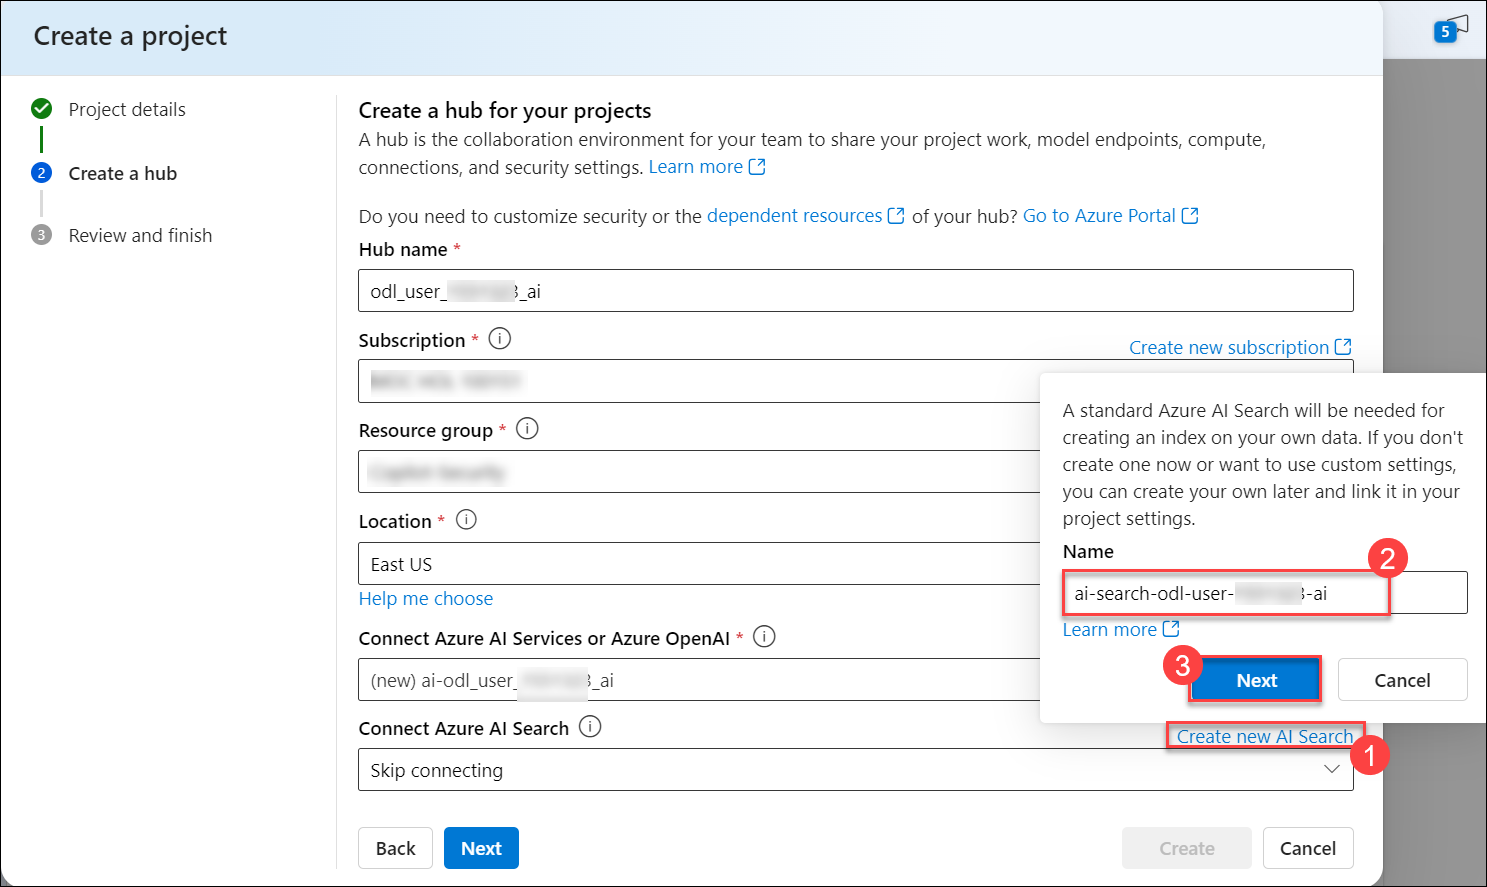 Create a project
5
Project details
2 Create a hub
3 Review and finish
Create a hub for your projects
A hub is the collaboration environment for your team to share your project work, model endpoints, compute,
connections, and security settings. Learn more
Do you need to customize security or the dependent resources of your hub? Go to Azure Portal
Hub name *
odl_user_ _ai
Subscription *
Create new subscription
Resource group *
Location *
East US
Help me choose
Connect Azure AI Services or Azure OpenAI *
(new) ai-odl_user_ _ai
Connect Azure AI Search
Create new AI Search
1
Skip connecting
Back
Next
Create
Cancel
A standard Azure AI Search will be needed for
creating an index on your own data. If you don't
create one now or want to use custom settings,
you can create your own later and link it in your
project settings.
Name
2
ai-search-odl-user- -ai
Learn more
3
Next
Cancel